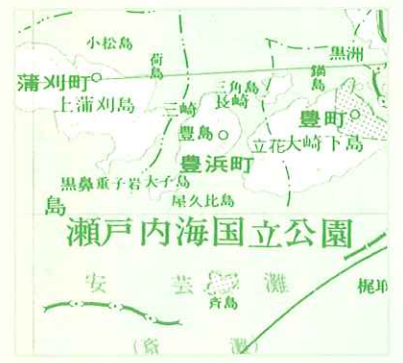 小松島
荷島
黒洲
蒲刈町
三角島
鍋島
上蒲刈島
長崎
三崎
豊町
豊島
立花
大崎下島
豊浜町
黒鼻
重子岩
大子島
島
屋久比島
瀬戸内海国立公園
安芸灘
斉島
梶
灘